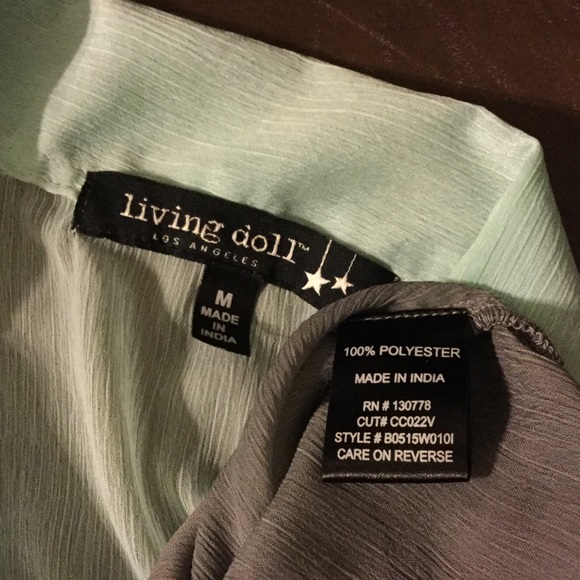 living doll™
LOS ANGELES
M
MADE
IN
INDIA
100% POLYESTER
MADE IN INDIA
RN # 130778
CUT# CC022V
STYLE # B0515W010I
CARE ON REVERSE